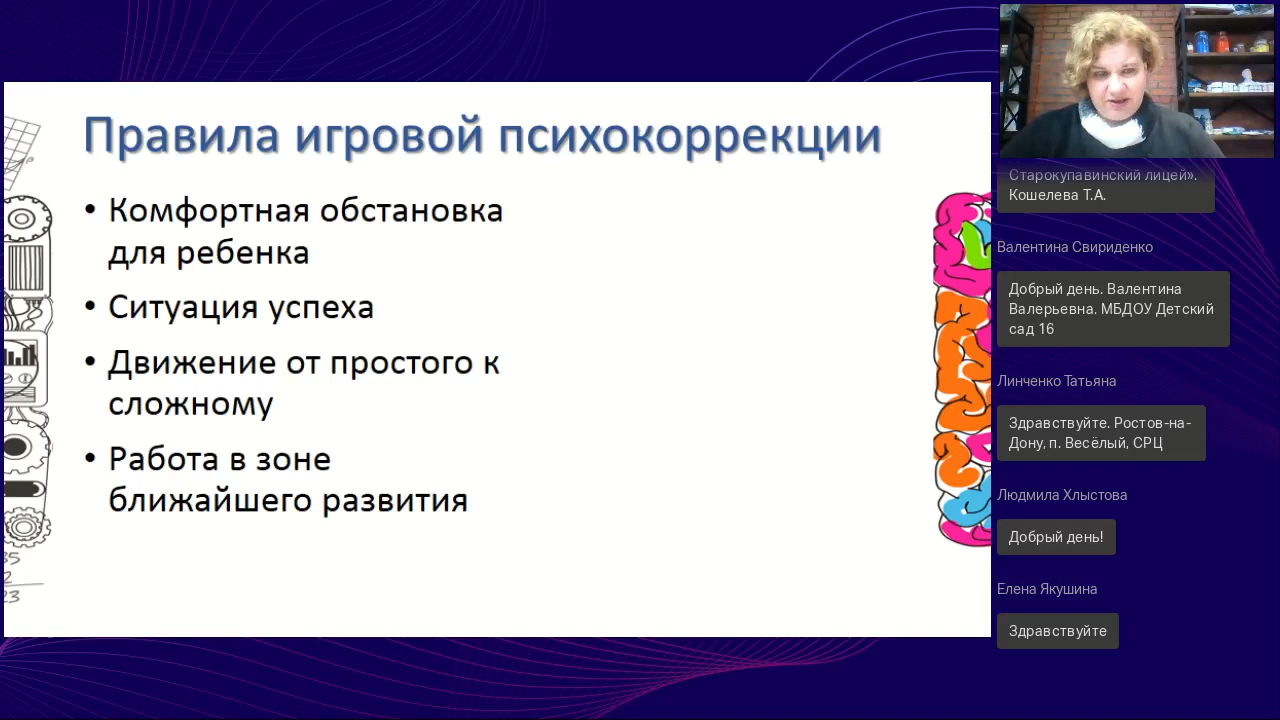 Правила игровой психокоррекции
• Комфортная обстановка
для ребенка
• Ситуация успеха
• Движение от простого к
сложному
• Работа в зоне
ближайшего развития
Старокупавинский лицей».
Кошелева Т.А.
Валентина Свириденко
Добрый день. Валентина
Валерьевна. МБДОУ Детский
сад 16
Линченко Татьяна
Здравствуйте. Ростов-на-
Дону, п. Весёлый, СРЦ
Людмила Хлыстова
Добрый день!
Елена Якушина
Здравствуйте